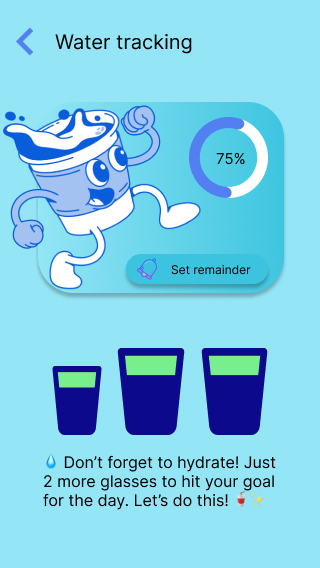 Water tracking
75%
Set remainder
💧 Don’t forget to hydrate! Just
2 more glasses to hit your goal
for the day. Let’s do this! 🍷✨